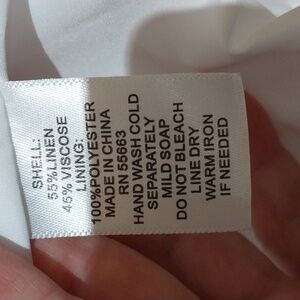 SHELL:
55%LINEN
45% VISCOSE
LINING:
100%POLYESTER
MADE IN CHINA
RN 55663
HAND WASH COLD
SEPARATELY
MILD SOAP
DO NOT BLEACH
LINE DRY
WARM IRON
IF NEEDED